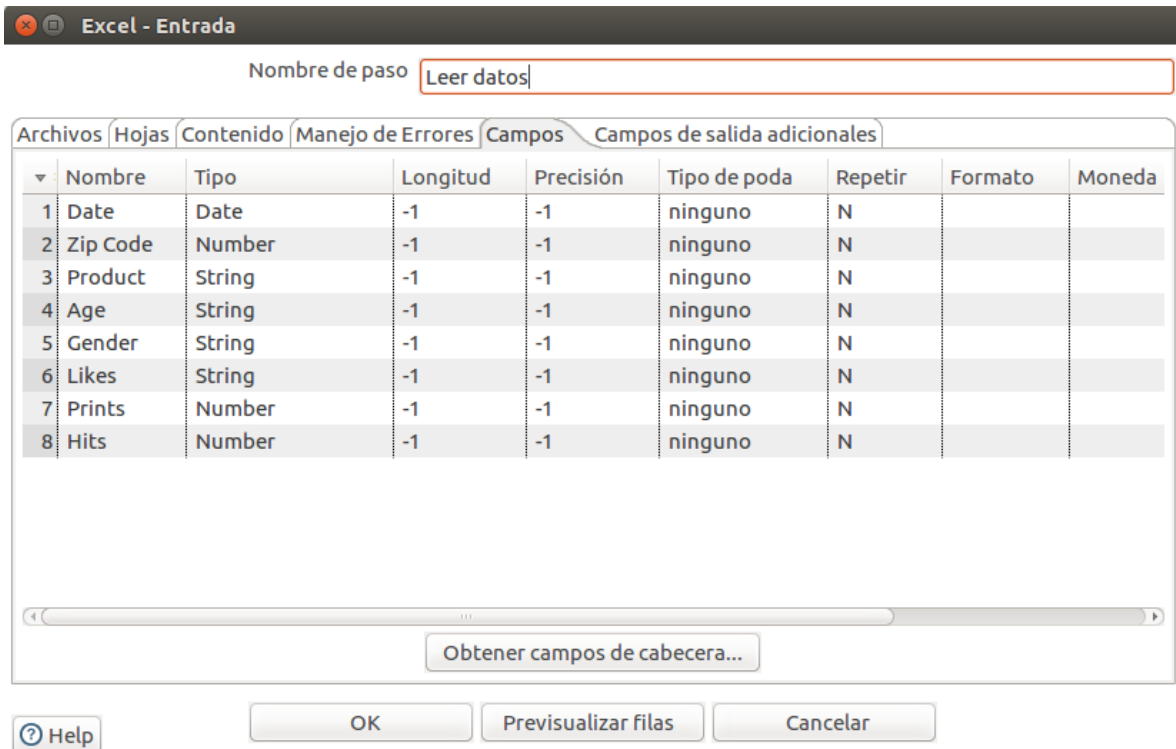 Excel - Entrada
Nombre de paso Leer datos
Archivos Hojas Contenido Manejo de Errores Campos Campos de salida adicionales
Nombre Tipo Longitud Precisión Tipo de poda Repetir Formato Moneda
1 Date Date -1 -1 ninguno N
2 Zip Code Number -1 -1 ninguno N
3 Product String -1 -1 ninguno N
4 Age String -1 -1 ninguno N
5 Gender String -1 -1 ninguno N
6 Likes String -1 -1 ninguno N
7 Prints Number -1 -1 ninguno N
8 Hits Number -1 -1 ninguno N
Obtener campos de cabecera...
Help OK Previsualizar filas Cancelar